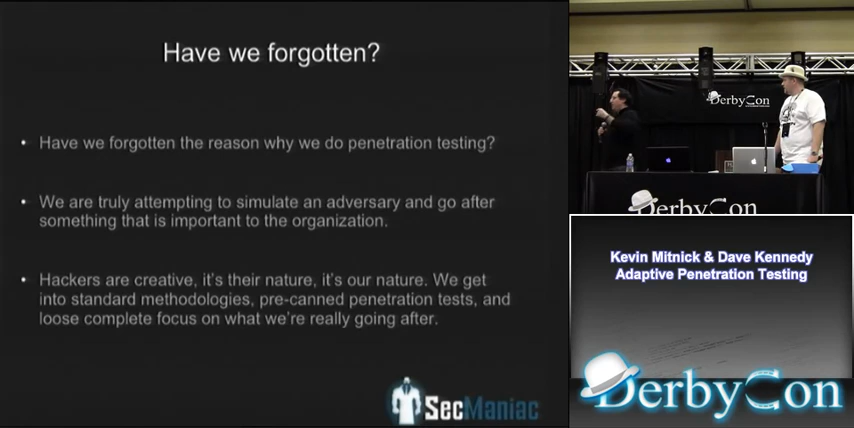 Have we forgotten?
• Have we forgotten the reason why we do penetration testing?
• We are truly attempting to simulate an adversary and go after
something that is important to the organization.
• Hackers are creative, it's their nature, it's our nature. We get
into standard methodologies, pre-canned penetration tests, and
loose complete focus on what we're really going after.
SecManiac
DerbyCon
DerbyCon
Kevin Mitnick & Dave Kennedy
Adaptive Penetration Testing
DerbyCon